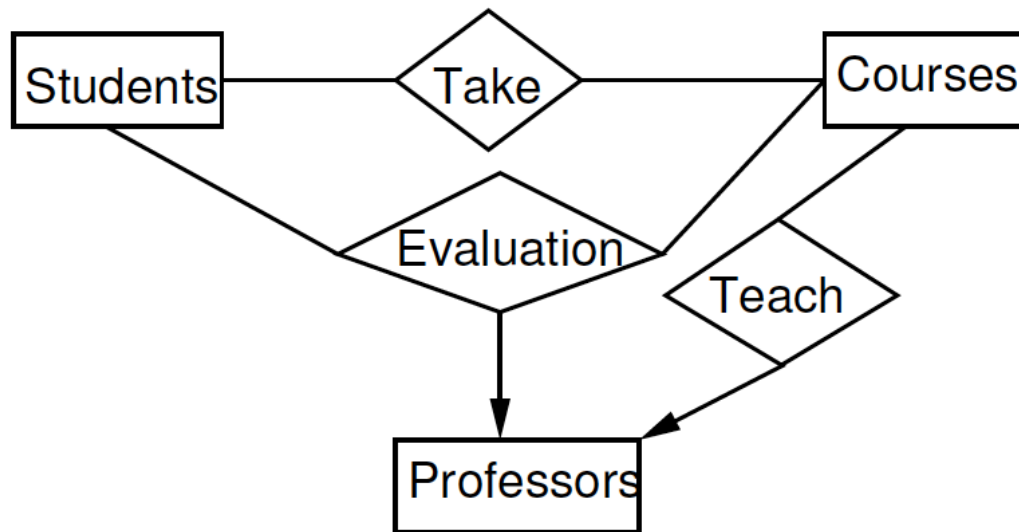 Students
Take
Courses
Evaluation
Teach
Professors